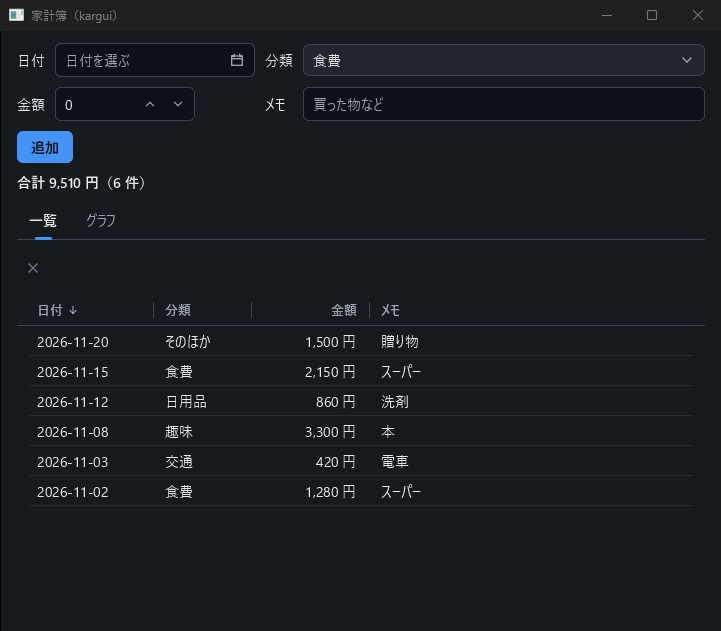 家計簿（kargui）
日付 日付を選ぶ 分類 食費
金額 0 メモ 買った物など
追加
合計 9,510 円（6 件）
一覧 グラフ
日付 ↓ 分類 金額 メモ
2026-11-20 そのほか 1,500 円 贈り物
2026-11-15 食費 2,150 円 スーパー
2026-11-12 日用品 860 円 洗剤
2026-11-08 趣味 3,300 円 本
2026-11-03 交通 420 円 電車
2026-11-02 食費 1,280 円 スーパー